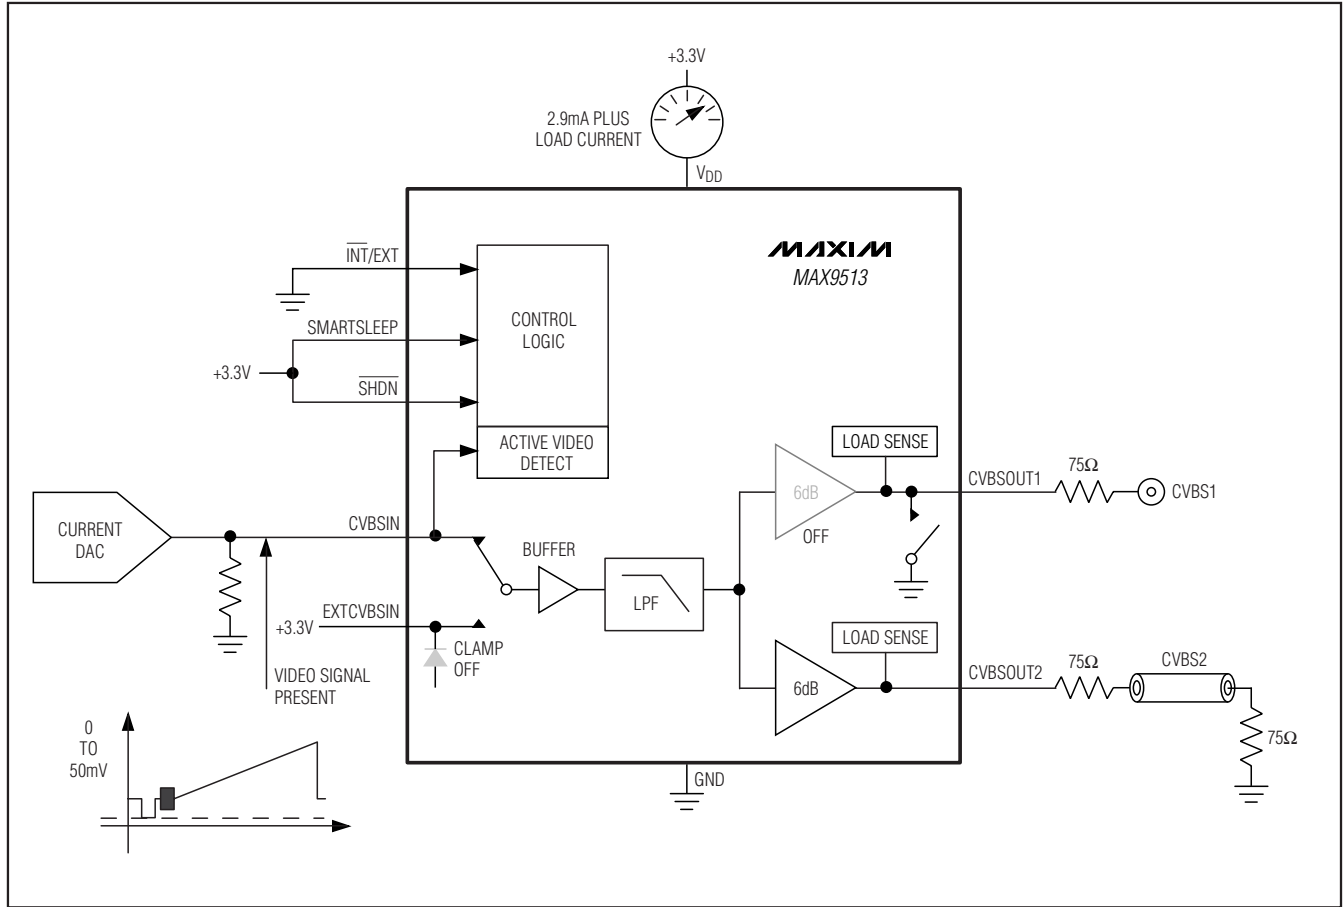 +3.3V
2.9mA PLUS
LOAD CURRENT
VDD
INT/EXT
MAXIM
MAX9513
SMARTSLEEP
CONTROL
LOGIC
+3.3V
SHDN
ACTIVE VIDEO
DETECT
LOAD SENSE
75Ω
CVBSOUT1
CVBS1
6dB
OFF
CURRENT
DAC
CVBSIN
BUFFER
LPF
EXTCVBSIN
+3.3V
CLAMP
OFF
LOAD SENSE
75Ω
CVBS2
CVBSOUT2
6dB
VIDEO SIGNAL
PRESENT
75Ω
0
TO
50mV
GND